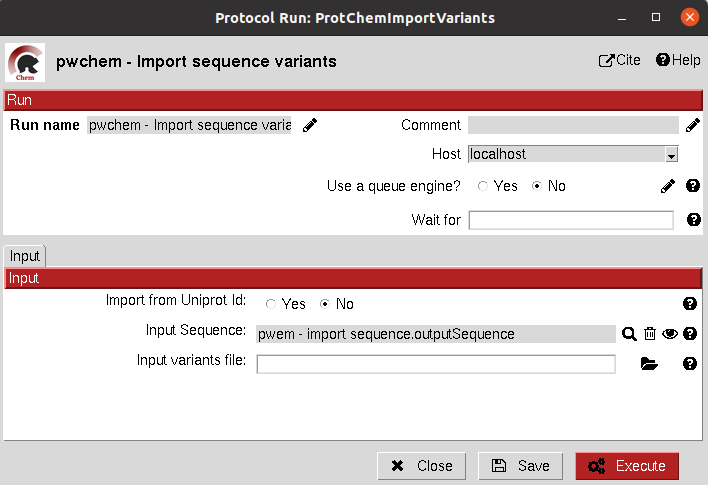 Protocol Run: ProtChemImportVariants
Chem
pwchem - Import sequence variants
Cite
Help
Run
Run name pwchem - Import sequence varia
Comment
Host localhost
Use a queue engine? Yes No
Wait for
Input
Input
Import from Uniprot Id: Yes No
Input Sequence: pwem - import sequence.outputSequence
Input variants file:
Close Save Execute